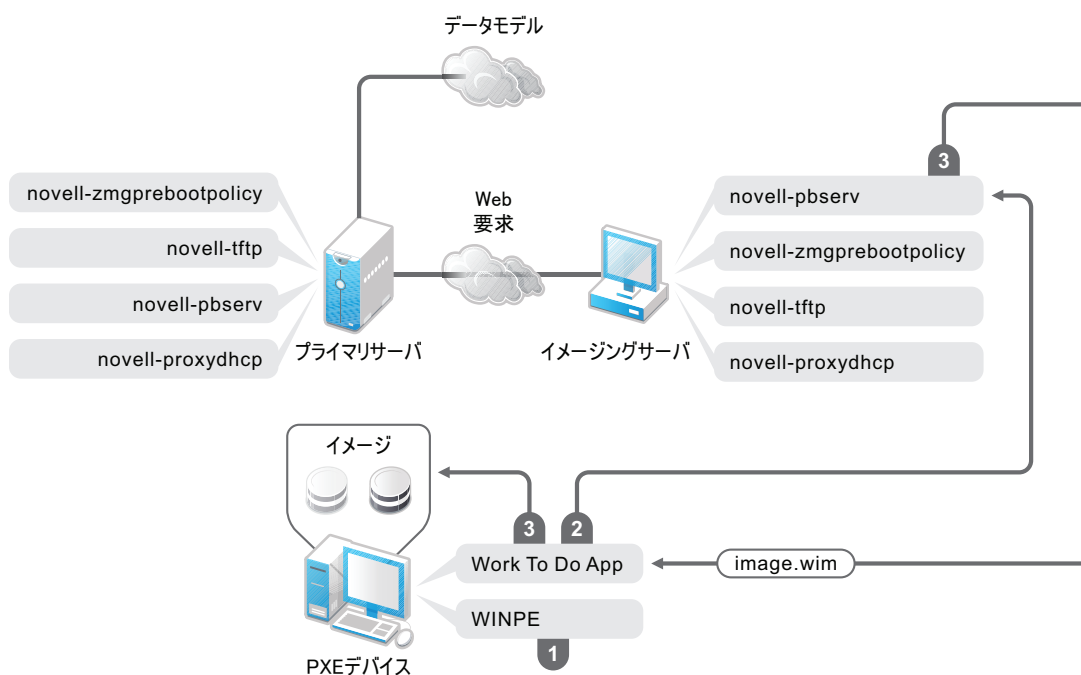 データモデル
3
novell-zmgprebootpolicy
novell-tftp
novell-pbserv
novell-proxydhcp
プライマリサーバ
Web
要求
イメージングサーバ
novell-pbserv
novell-zmgprebootpolicy
novell-tftp
novell-proxydhcp
イメージ
3
2
Work To Do App
image.wim
WINPE
1
PXEデバイス